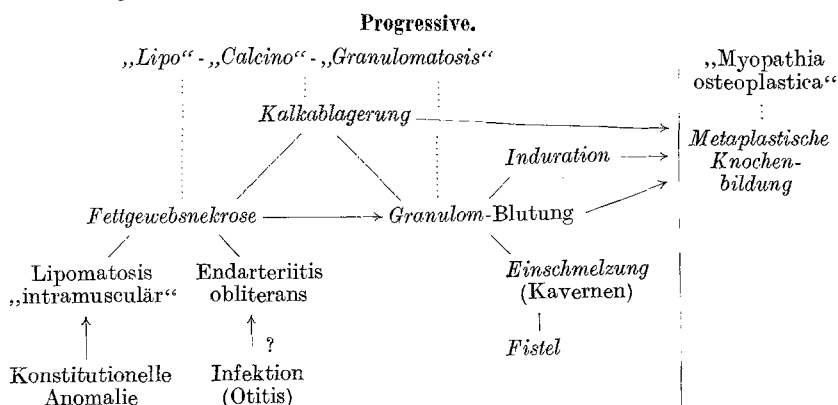 Progressive.
„Lipo“ - „Calcino“ - „Granulomatosis“
„Myopathia
osteoplastica“
Kalkablagerung
Metaplastische
Knochen-
bildung
Induration
Fettgewebsnekrose
Granulom-Blutung
Lipomatosis
„intramusculär“
Endarteriitis
obliterans
Einschmelzung
(Kavernen)
?
Fistel
Konstitutionelle
Anomalie
Infektion
(Otitis)